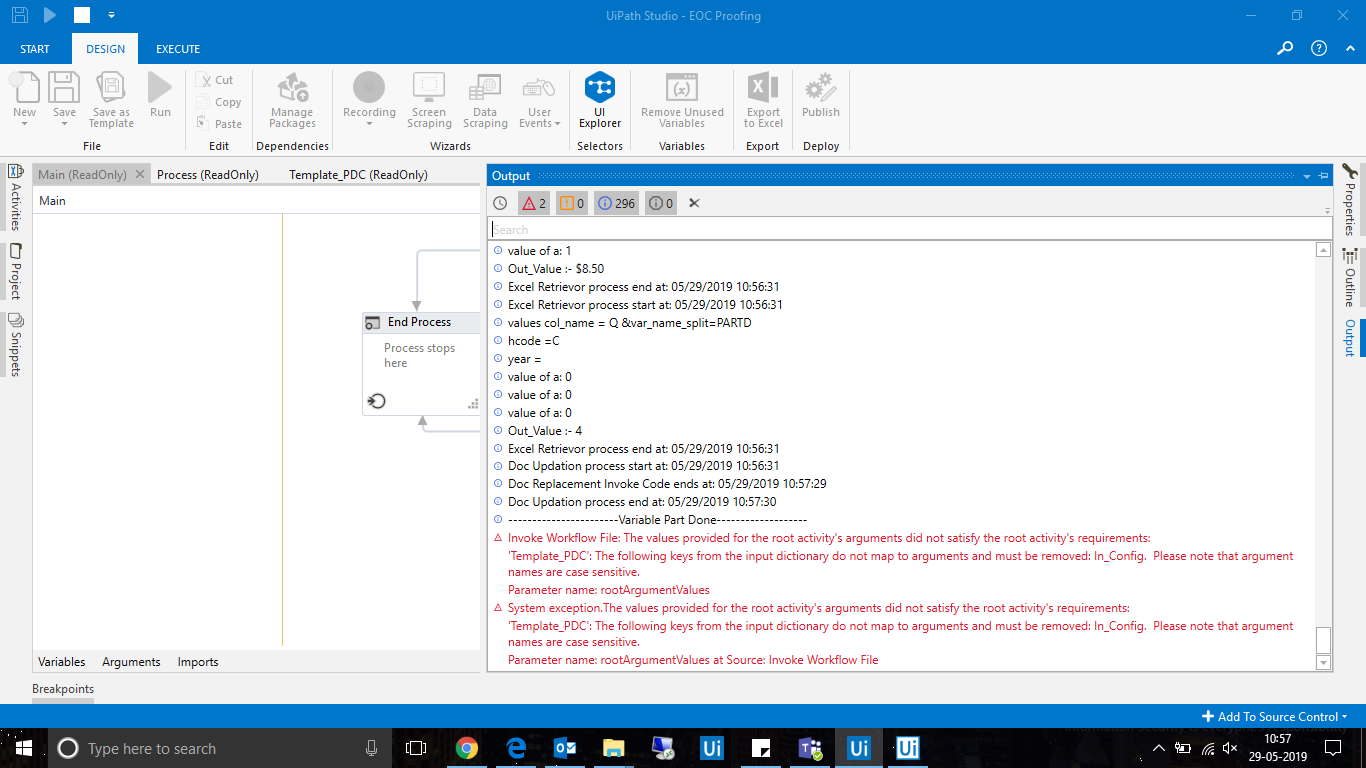 UiPath Studio - EOC Proofing
START DESIGN EXECUTE
New Save Save as Template Run Cut Copy Paste Manage Packages Recording Screen Scraping Data Scraping User Events UI Explorer Remove Unused Variables Export to Excel Publish
File Edit Dependencies Wizards Selectors Variables Export Deploy
Main (ReadOnly) Process (ReadOnly) Template_PDC (ReadOnly)
Main
Activities
Project
Snippets
End Process
Process stops
here
Variables Arguments Imports
Breakpoints
Output
2 0 296 0
Search
value of a: 1
Out_Value :- $8.50
Excel Retrievor process end at: 05/29/2019 10:56:31
Excel Retrievor process start at: 05/29/2019 10:56:31
values col_name = Q &var_name_split=PARTD
hcode =C
year =
value of a: 0
value of a: 0
value of a: 0
Out_Value :- 4
Excel Retrievor process end at: 05/29/2019 10:56:31
Doc Updation process start at: 05/29/2019 10:56:31
Doc Replacement Invoke Code ends at: 05/29/2019 10:57:29
Doc Updation process end at: 05/29/2019 10:57:30
-----------------------Variable Part Done-------------------
Invoke Workflow File: The values provided for the root activity's arguments did not satisfy the root activity's requirements:
'Template_PDC': The following keys from the input dictionary do not map to arguments and must be removed: In_Config.  Please note that argument
names are case sensitive.
Parameter name: rootArgumentValues
System exception.The values provided for the root activity's arguments did not satisfy the root activity's requirements:
'Template_PDC': The following keys from the input dictionary do not map to arguments and must be removed: In_Config.  Please note that argument
names are case sensitive.
Parameter name: rootArgumentValues at Source: Invoke Workflow File
Properties
Outline
Output
Add To Source Control
Type here to search
10:57
29-05-2019